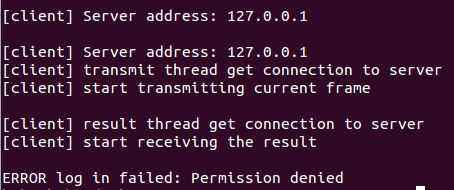 [client] Server address: 127.0.0.1
[client] Server address: 127.0.0.1
[client] transmit thread get connection to server
[client] start transmitting current frame
[client] result thread get connection to server
[client] start receiving the result
ERROR log in failed: Permission denied